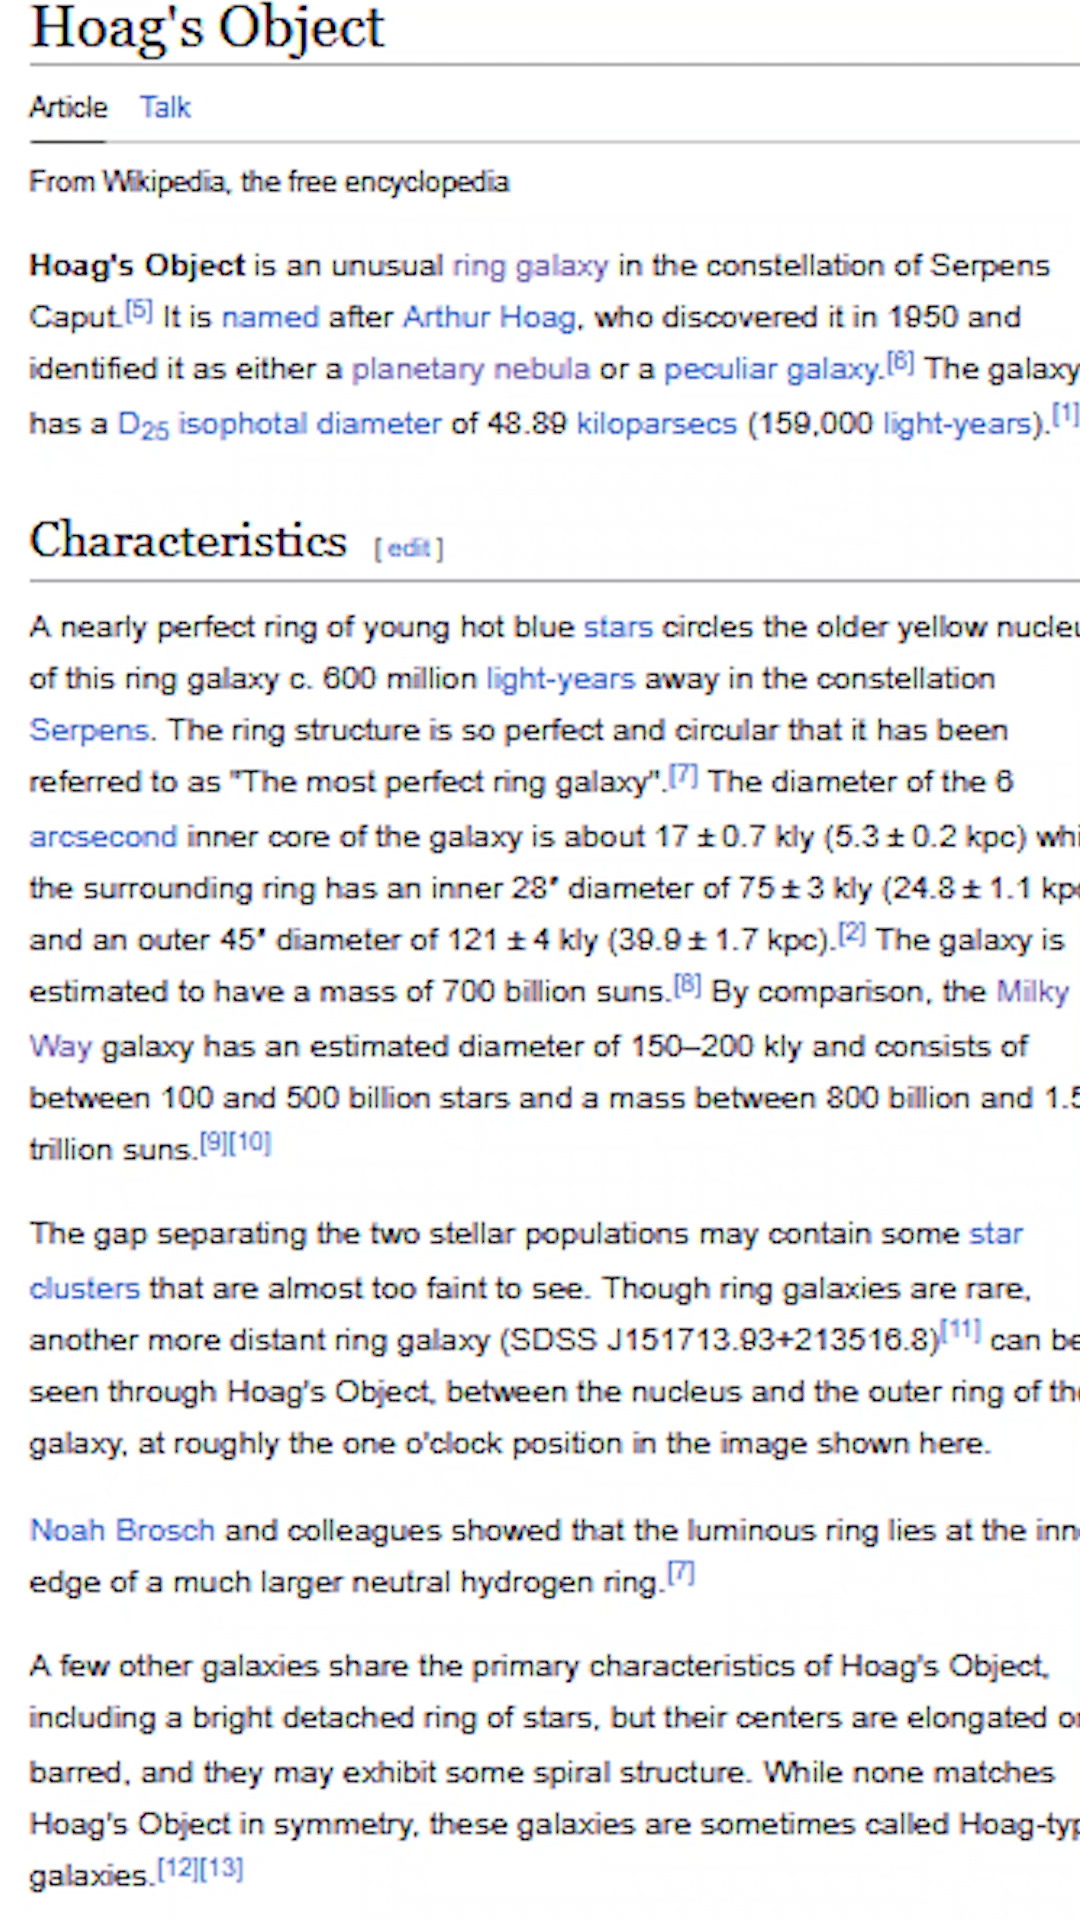 Hoag's Object
Article Talk
From Wikipedia, the free encyclopedia
Hoag's Object is an unusual ring galaxy in the constellation of Serpens
Caput.[5] It is named after Arthur Hoag, who discovered it in 1950 and
identified it as either a planetary nebula or a peculiar galaxy.[6] The galaxy
has a D25 isophotal diameter of 48.89 kiloparsecs (159,000 light-years).[1]
Characteristics [edit]
A nearly perfect ring of young hot blue stars circles the older yellow nucleu
of this ring galaxy c. 600 million light-years away in the constellation
Serpens. The ring structure is so perfect and circular that it has been
referred to as "The most perfect ring galaxy".[7] The diameter of the 6
arcsecond inner core of the galaxy is about 17 ± 0.7 kly (5.3 ± 0.2 kpc) whi
the surrounding ring has an inner 28″ diameter of 75 ± 3 kly (24.8 ± 1.1 kpc
and an outer 45″ diameter of 121 ± 4 kly (39.9 ± 1.7 kpc).[2] The galaxy is
estimated to have a mass of 700 billion suns.[8] By comparison, the Milky
Way galaxy has an estimated diameter of 150–200 kly and consists of
between 100 and 500 billion stars and a mass between 800 billion and 1.5
trillion suns.[9][10]
The gap separating the two stellar populations may contain some star
clusters that are almost too faint to see. Though ring galaxies are rare,
another more distant ring galaxy (SDSS J151713.93+213516.8)[11] can be
seen through Hoag's Object, between the nucleus and the outer ring of the
galaxy, at roughly the one o'clock position in the image shown here.
Noah Brosch and colleagues showed that the luminous ring lies at the inn
edge of a much larger neutral hydrogen ring.[7]
A few other galaxies share the primary characteristics of Hoag's Object,
including a bright detached ring of stars, but their centers are elongated or
barred, and they may exhibit some spiral structure. While none matches
Hoag's Object in symmetry, these galaxies are sometimes called Hoag-typ
galaxies.[12][13]